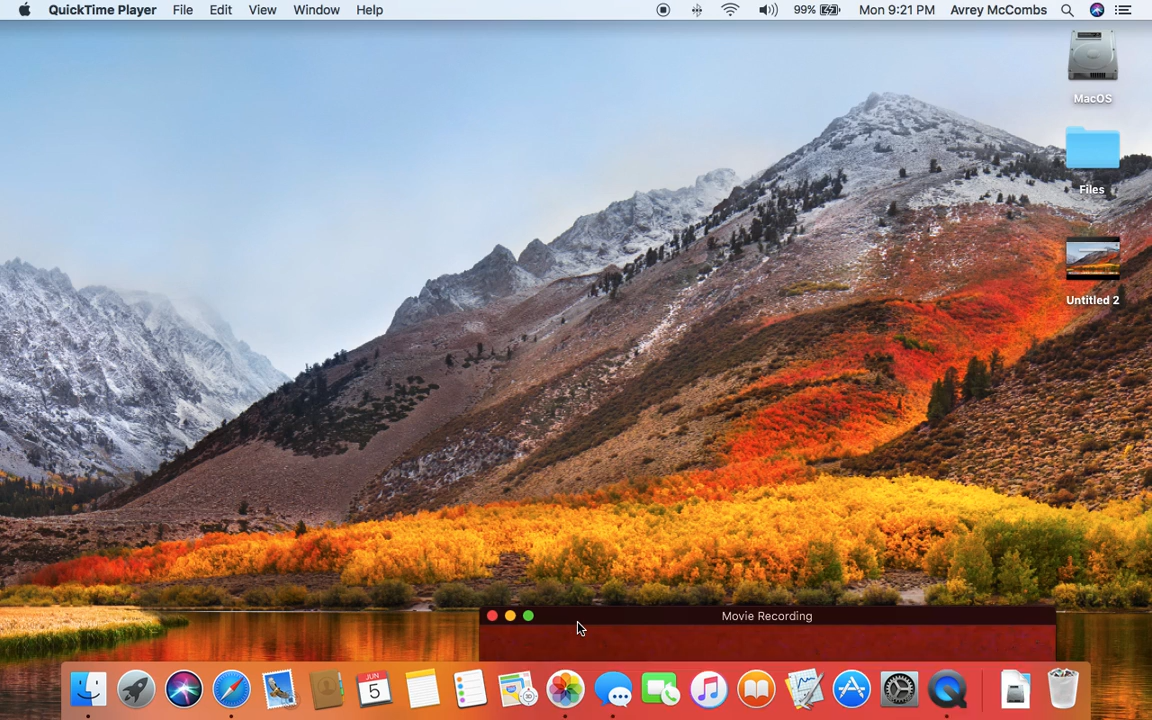 QuickTime Player File Edit View Window Help 99% Mon 9:21 PM Avrey McCombs
MacOS
Files
Untitled 2
Movie Recording
JUN
5